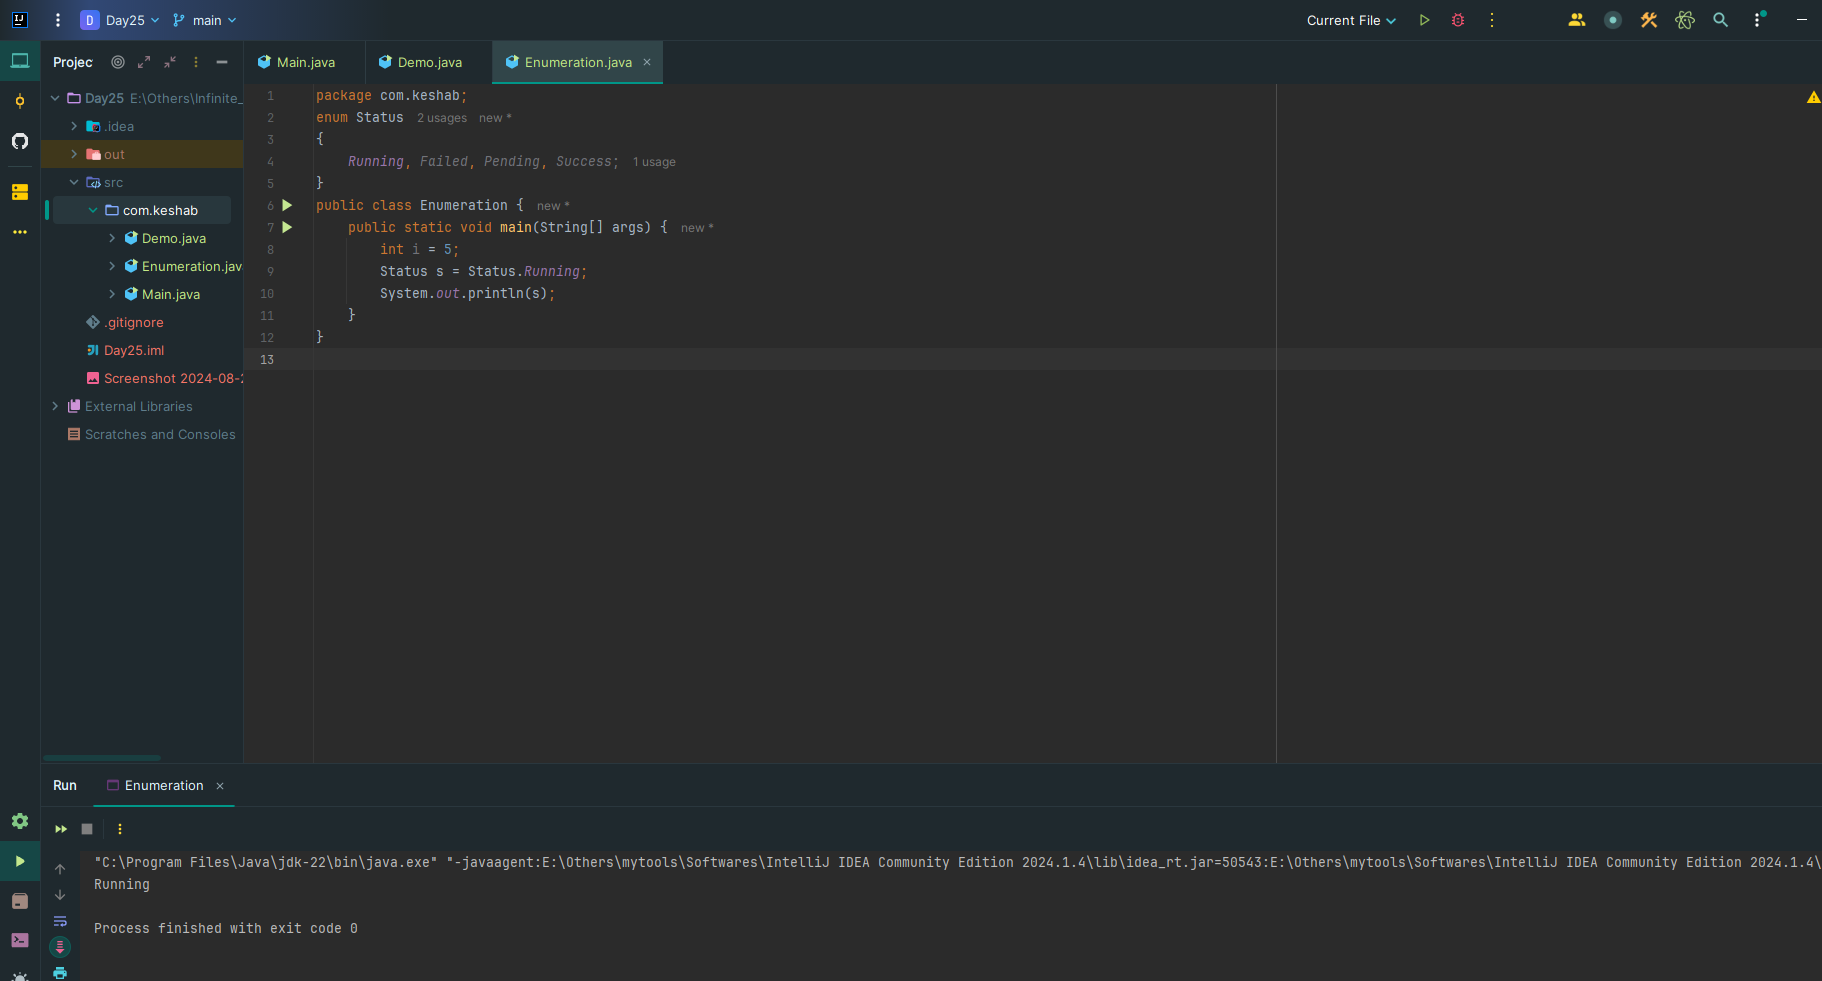 IJ
D Day25 main Current File
Projec
Main.java Demo.java Enumeration.java
Day25 E:\Others\Infinite_
.idea
out
src
com.keshab
Demo.java
Enumeration.jav
Main.java
.gitignore
Day25.iml
Screenshot 2024-08-2
External Libraries
Scratches and Consoles
1 package com.keshab;
2 enum Status 2 usages new *
3 {
4 Running, Failed, Pending, Success; 1 usage
5 }
6 public class Enumeration { new *
7 public static void main(String[] args) { new *
8 int i = 5;
9 Status s = Status.Running;
10 System.out.println(s);
11 }
12 }
13
Run Enumeration
"C:\Program Files\Java\jdk-22\bin\java.exe" "-javaagent:E:\Others\mytools\Softwares\IntelliJ IDEA Community Edition 2024.1.4\lib\idea_rt.jar=50543:E:\Others\mytools\Softwares\IntelliJ IDEA Community Edition 2024.1.4\
Running
Process finished with exit code 0